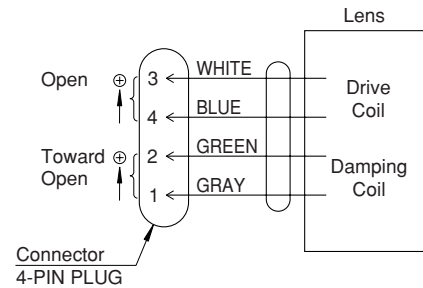 Lens
Open ⊕ 3 WHITE
4 BLUE
Drive
Coil
Toward
Open
⊕ 2 GREEN
1 GRAY
Damping
Coil
Connector
4-PIN PLUG